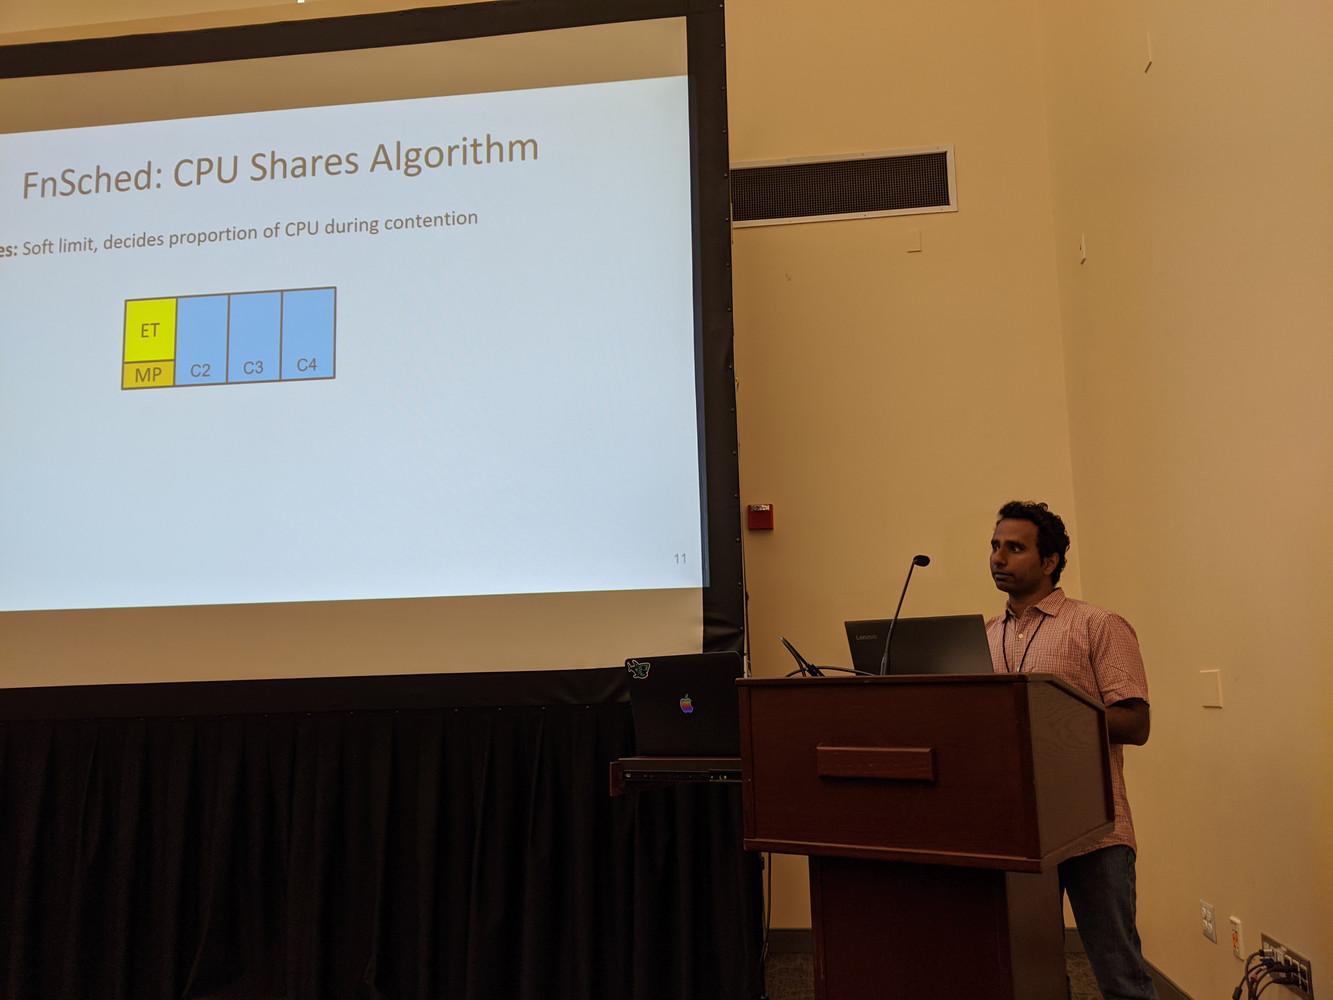 FnSched: CPU Shares Algorithm
es: Soft limit, decides proportion of CPU during contention
ET
MP
C2
C3
C4
11
Lenovo